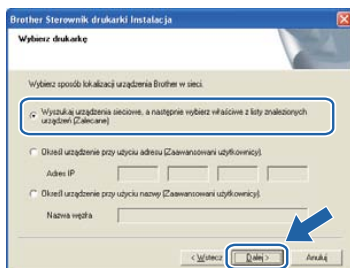 Brother Sterownik drukarki Instalacja
Wybierz drukarkę
Wybierz sposób lokalizacji urządzenia Brother w sieci.
Wyszukaj urządzenia sieciowe, a następnie wybierz właściwe z listy znalezionych
urządzeń (Zalecane)
Określ urządzenie przy użyciu adresu (Zaawansowani użytkownicy).
Adres IP
Określ urządzenie przy użyciu nazwy (Zaawansowani użytkownicy).
Nazwa węzła
< Wstecz Dalej > Anuluj